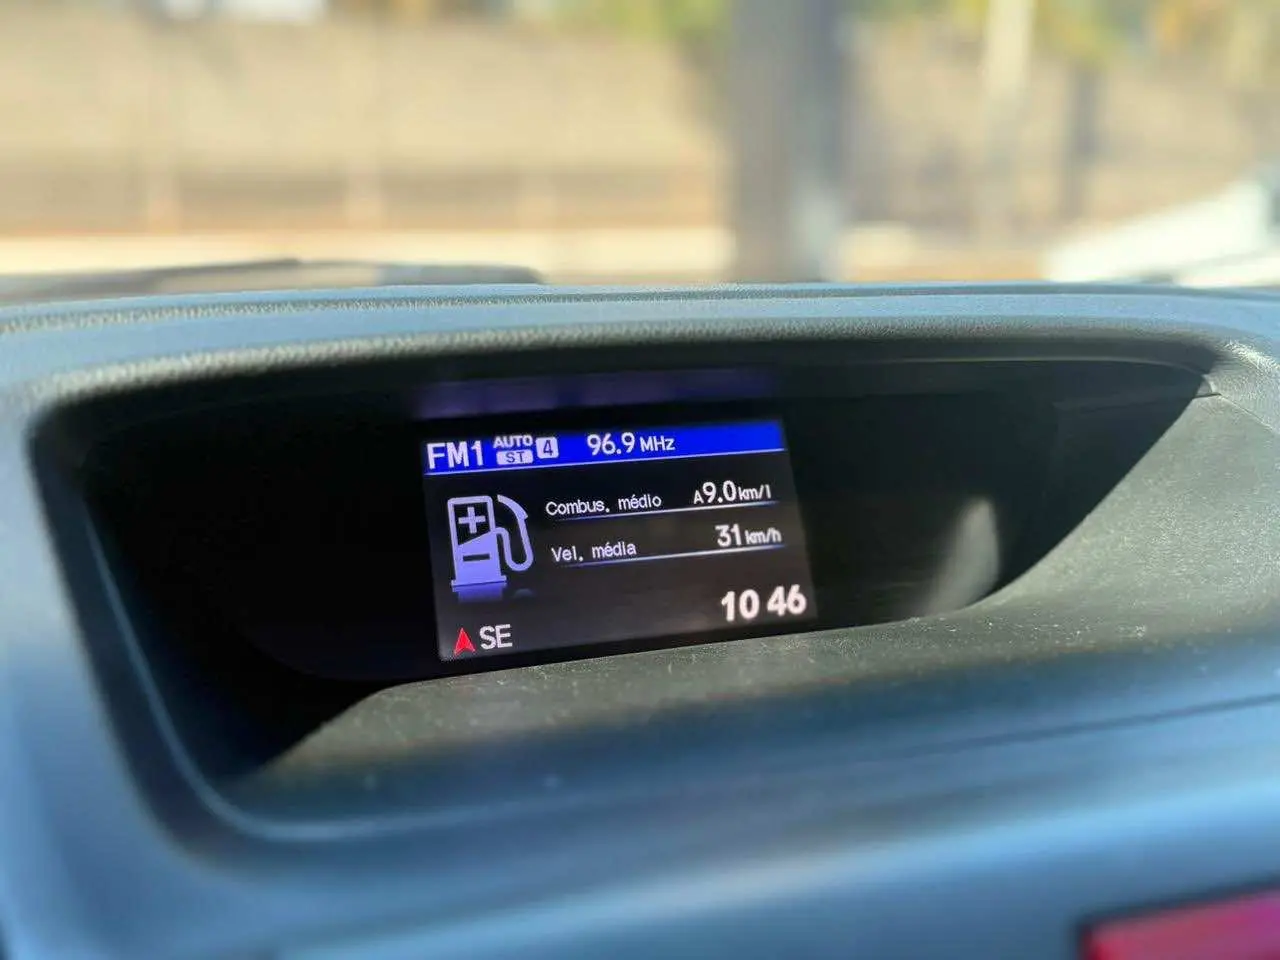 FM1 AUTO ST 4 96.9 MHz
Combus. médio A9.0 km/l
Vel. média 31 km/h
10 46
SE